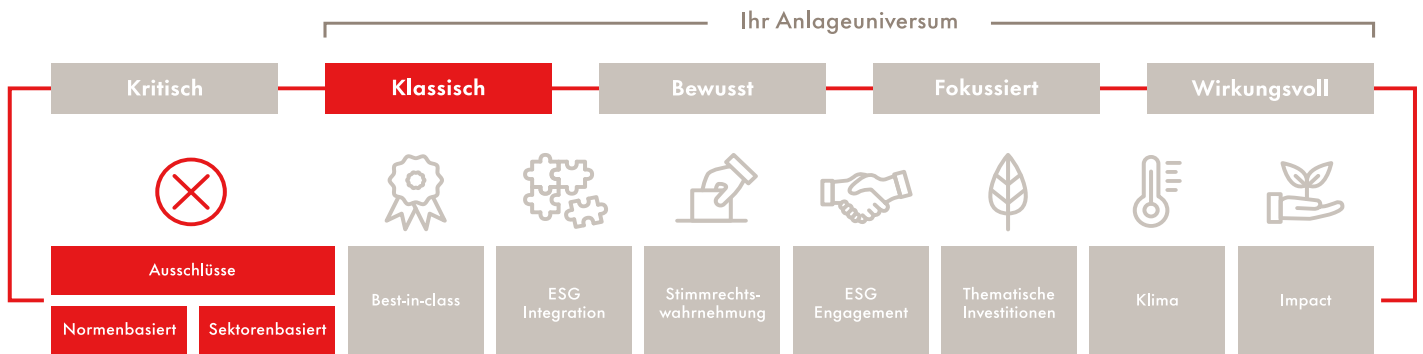 Ihr Anlageuniversum
Kritisch
Klassisch
Bewusst
Fokussiert
Wirkungsvoll
Ausschlüsse
Normenbasiert
Sektorenbasiert
Best-in-class
ESG
Integration
Stimmrechts-
wahrnehmung
ESG
Engagement
Thematische
Investitionen
Klima
Impact